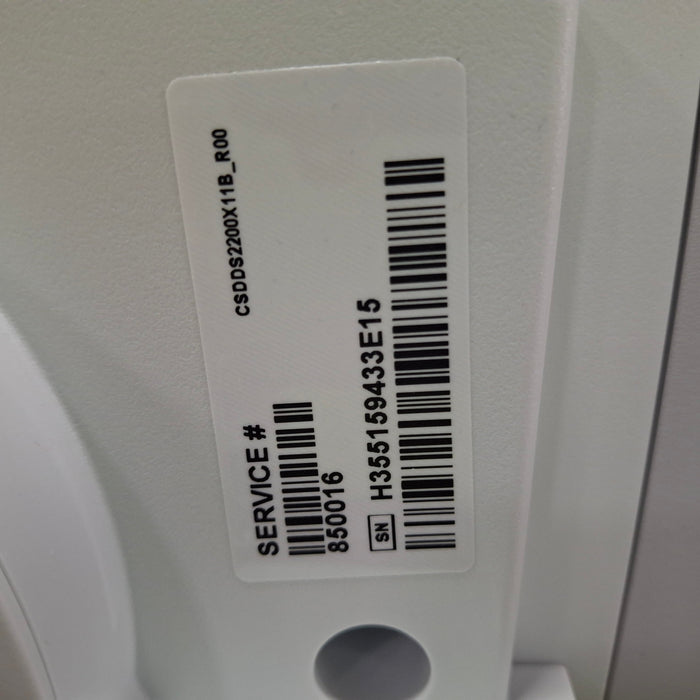 CSDDS2200X11B_R00
SERVICE #
850016
SN H355159433E15